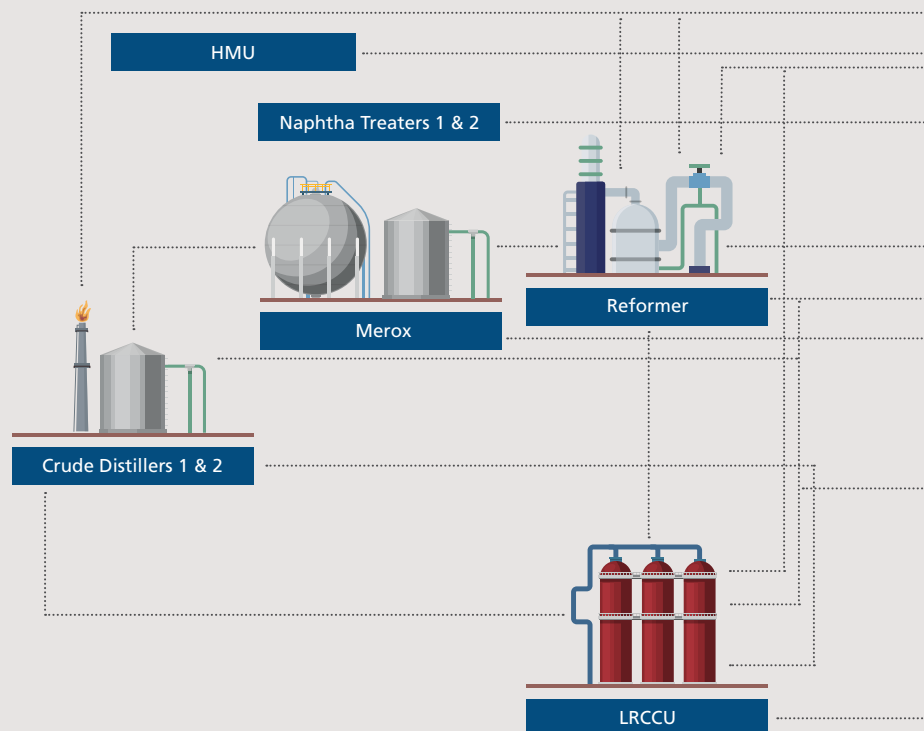 HMU
Naphtha Treaters 1 & 2
Reformer
Merox
Crude Distillers 1 & 2
LRCCU